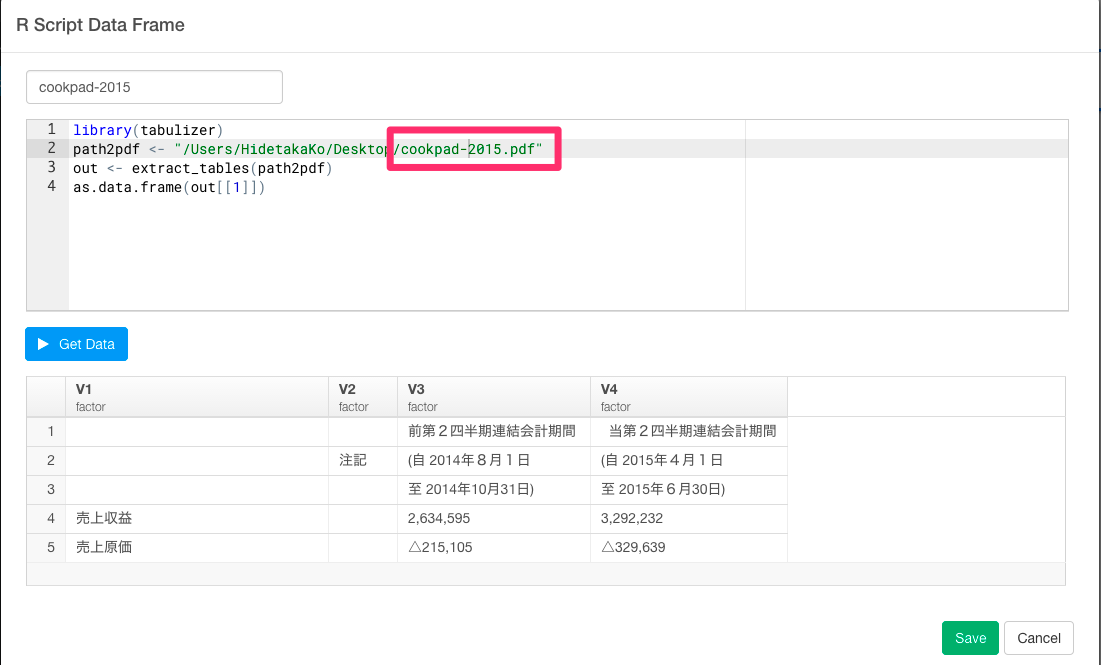 R Script Data Frame
cookpad-2015
1 library(tabulizer)
2 path2pdf <- "/Users/HidetakaKo/Desktop/cookpad-2015.pdf"
3 out <- extract_tables(path2pdf)
4 as.data.frame(out[[1]])
Get Data
V1 V2 V3 V4
factor factor factor factor
1 前第２四半期連結会計期間 当第２四半期連結会計期間
2 注記 (自 2014年８月１日 (自 2015年４月１日
3 至 2014年10月31日) 至 2015年６月30日)
4 売上収益 2,634,595 3,292,232
5 売上原価 △215,105 △329,639
Save Cancel